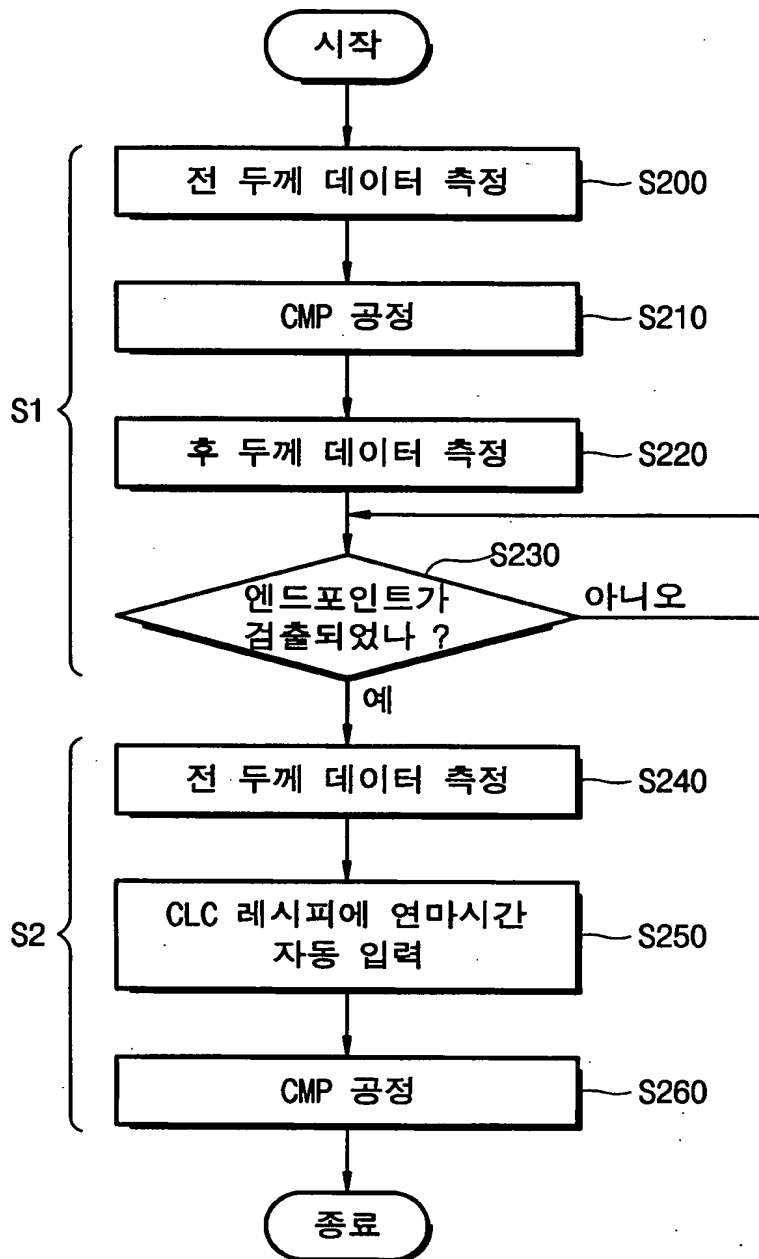 시작
전 두께 데이터 측정
S200
CMP 공정
S210
S1
후 두께 데이터 측정
S220
S230
엔드포인트가
검출되었나 ?
아니오
예
전 두께 데이터 측정
S240
S2
CLC 레시피에 연마시간
자동 입력
S250
CMP 공정
S260
종료